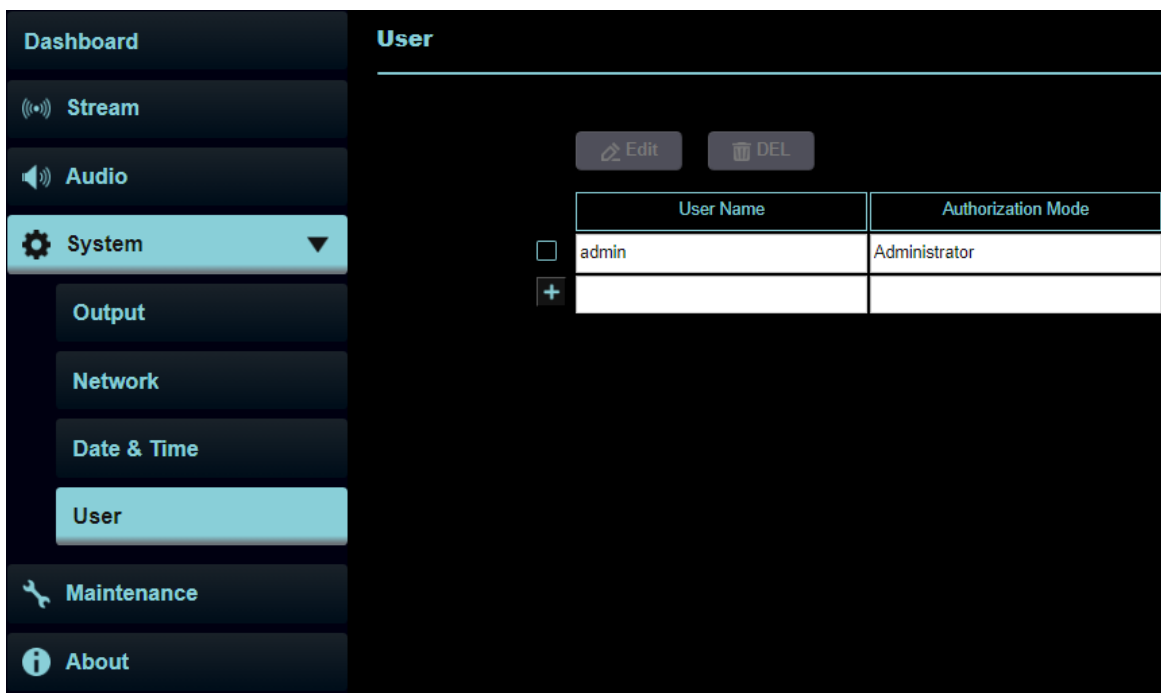 Dashboard
Stream
Audio
System
Output
Network
Date & Time
User
Maintenance
About
User
Edit
DEL
User Name
Authorization Mode
admin
Administrator